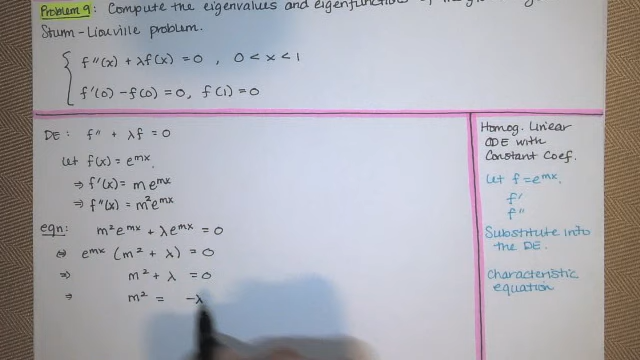 Problem 9: Compute the eigenvalues and eigenfunctions
Sturm-Liouville problem.
f''(x) + λf(x) = 0 , 0 < x < 1
f'(0) - f(0) = 0, f(1) = 0
DE: f'' + λf = 0
Let f(x) = e^mx.
⇒ f'(x) = me^mx
⇒ f''(x) = m²e^mx
eqn: m²e^mx + λe^mx = 0
⇔ e^mx (m² + λ) = 0
⇒ m² + λ = 0
⇒ m² = -λ
Homog. Linear
ODE with
Constant Coef.
Let f = e^mx.
f'
f''
Substitute into
the DE.
Characteristic
equation